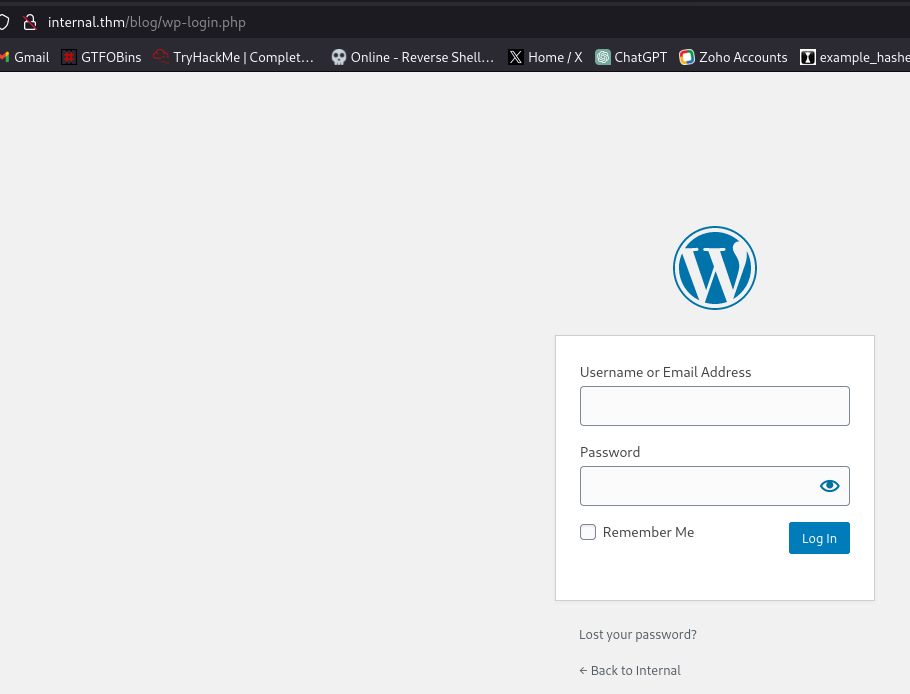 internal.thm/blog/wp-login.php
Gmail GTFOBins TryHackMe | Complet… Online - Reverse Shell… Home / X ChatGPT Zoho Accounts example_hashe
Username or Email Address
Password
Remember Me
Log In
Lost your password?
← Back to Internal